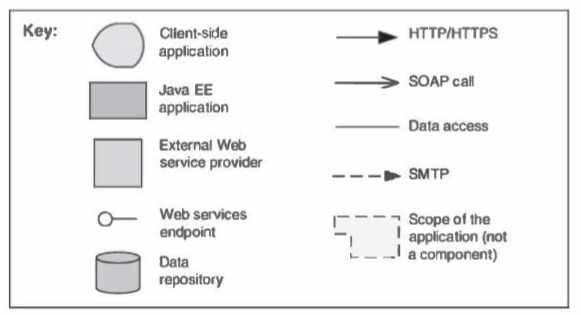 Key:
Client-side
application
Java EE
application
External Web
service provider
Web services
endpoint
Data
repository
HTTP/HTTPS
SOAP call
Data access
SMTP
Scope of the
application (not
a component)